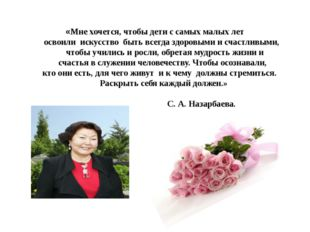 «Мне хочется, чтобы дети с самых малых лет
освоили искусство быть всегда здоровыми и счастливыми,
чтобы учились и росли, обретая мудрость жизни и
счастья в служении человечеству. Чтобы осознавали,
кто они есть, для чего живут и к чему должны стремиться.
Раскрыть себя каждый должен.»
С. А. Назарбаева.